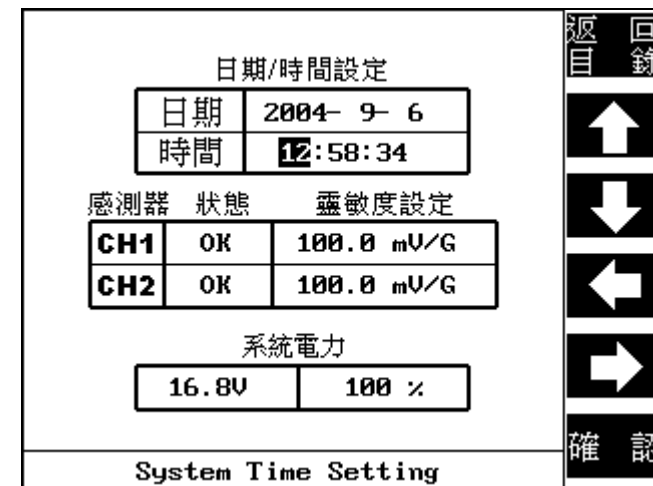 日期/時間設定
日期 2004- 9- 6
時間 12:58:34
感測器 狀態 靈敏度設定
CH1 OK 100.0 mV/G
CH2 OK 100.0 mV/G
系統電力
16.8V 100 %
System Time Setting
返 回
目 錄
確 認